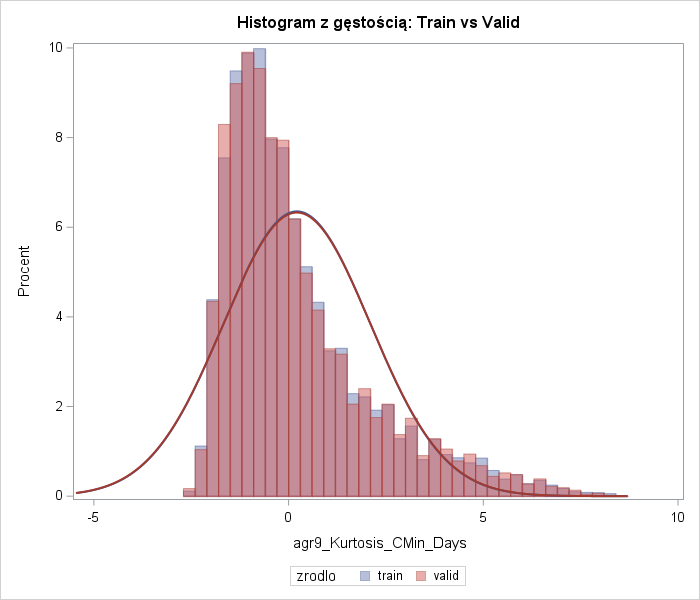 Histogram z gęstością: Train vs Valid
10
8
6
4
2
0
Procent
-5 0 5 10
agr9_Kurtosis_CMin_Days
zrodlo train valid